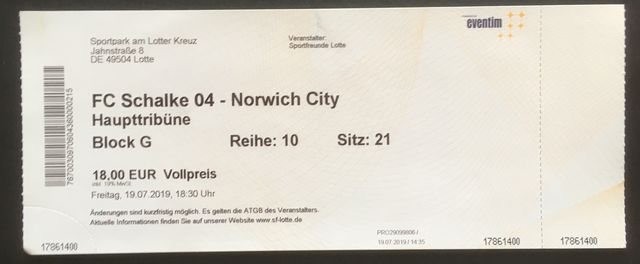 Sportpark am Lotter Kreuz
Jahnstraße 8
DE 49504 Lotte
Veranstalter:
Sportfreunde Lotte
eventim
FC Schalke 04 - Norwich City
Haupttribüne
Block G Reihe: 10 Sitz: 21
18,00 EUR Vollpreis
inkl. 19% MwSt
Freitag, 19.07.2019, 18:30 Uhr
Änderungen sind kurzfristig möglich. Es gelten die ATGB des Veranstalters.
Aktuelle Informationen finden Sie auf unserer Website www.sf-lotte.de
PRO29099806 /
19.07.2019 / 14:35
17861400 17861400 17861400